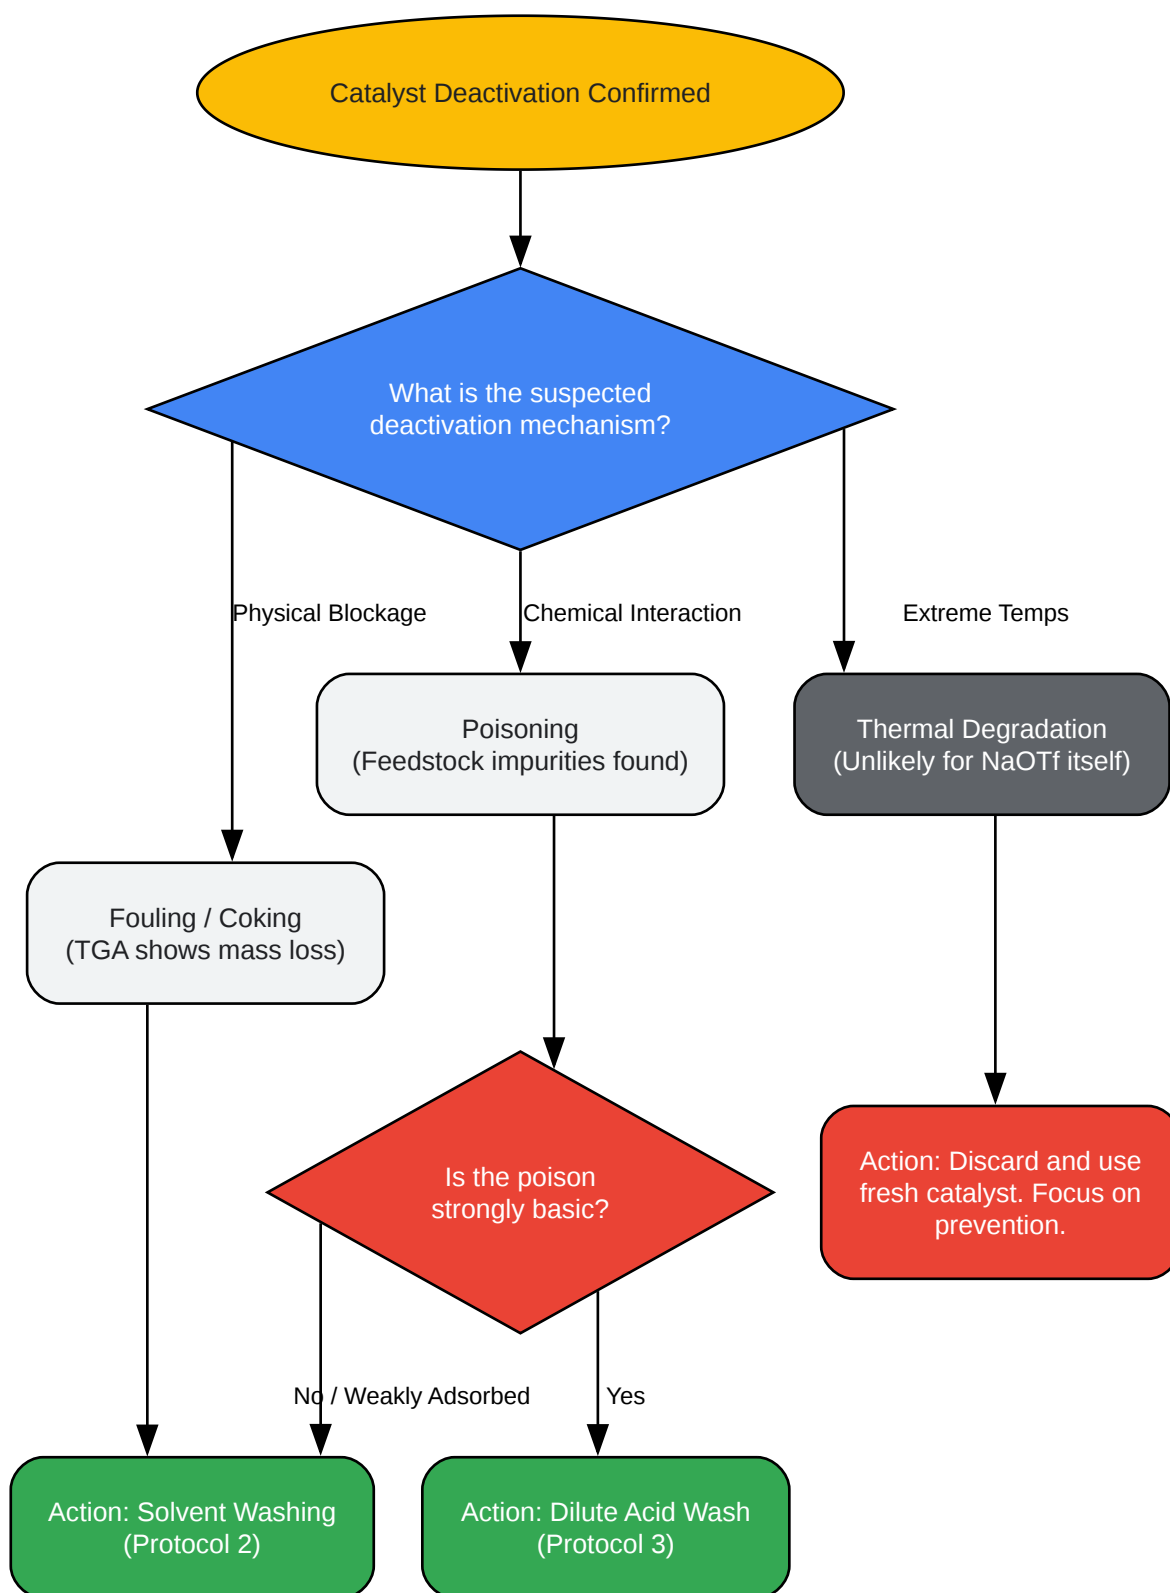 Catalyst Deactivation Confirmed
What is the suspected
deactivation mechanism?
Physical Blockage
Chemical Interaction
Extreme Temps
Poisoning
(Feedstock impurities found)
Thermal Degradation
(Unlikely for NaOTf itself)
Fouling / Coking
(TGA shows mass loss)
Is the poison
strongly basic?
Action: Discard and use
fresh catalyst. Focus on
prevention.
No / Weakly Adsorbed
Yes
Action: Solvent Washing
(Protocol 2)
Action: Dilute Acid Wash
(Protocol 3)